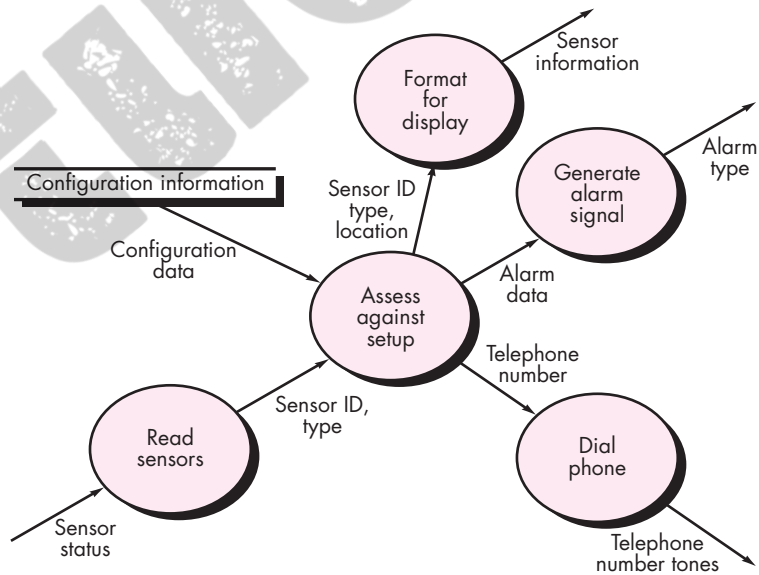 Format
for
display
Sensor
information
Generate
alarm
signal
Alarm
type
Configuration information
Sensor ID
type,
location
Configuration
data
Alarm
data
Assess
against
setup
Telephone
number
Sensor ID,
type
Read
sensors
Dial
phone
Sensor
status
Telephone
number tones